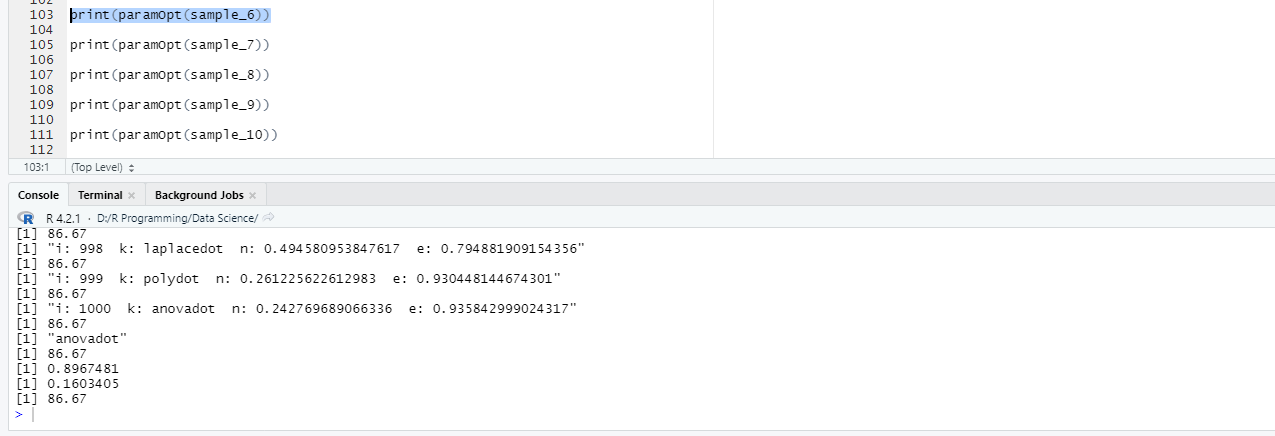 102
103 print(paramOpt(sample_6))
104
105 print(paramOpt(sample_7))
106
107 print(paramOpt(sample_8))
108
109 print(paramOpt(sample_9))
110
111 print(paramOpt(sample_10))
112
103:1 (Top Level)
Console Terminal Background Jobs
R R 4.2.1 · D:/R Programming/Data Science/
[1] 86.67
[1] "i: 998  k: laplacedot  n: 0.494580953847617  e: 0.794881909154356"
[1] 86.67
[1] "i: 999  k: polydot  n: 0.261225622612983  e: 0.930448144674301"
[1] 86.67
[1] "i: 1000  k: anovadot  n: 0.242769689066336  e: 0.935842999024317"
[1] 86.67
[1] "anovadot"
[1] 86.67
[1] 0.8967481
[1] 0.1603405
[1] 86.67
>